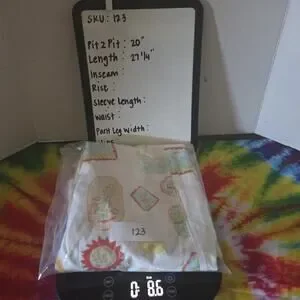 SKU: 123
Pit 2 Pit: 20"
Length: 27 1/4"
Inseam:
Rise:
Sleeve Length:
Waist:
Pant Leg Width:
123
0- 8.6